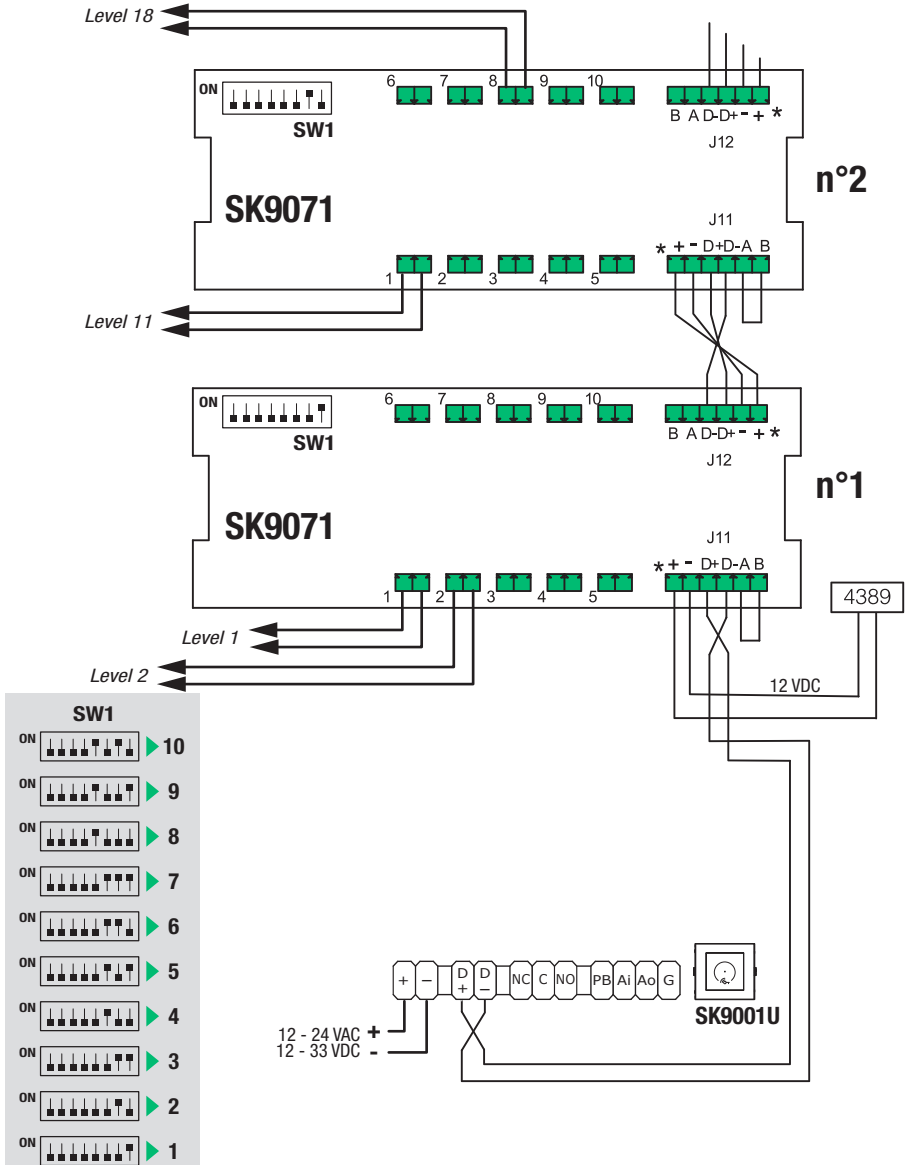 Level 18
6 7 8 9 10
ON
SW1
B A D- D+ - + *
J12
n°2
SK9071
J11
* + - D+ D- A B
1 2 3 4 5
Level 11
6 7 8 9 10
ON
SW1
B A D- D+ - + *
J12
n°1
SK9071
J11
* + - D+ D- A B
1 2 3 4 5
4389
Level 1
Level 2
12 VDC
SW1
ON 10
ON 9
ON 8
ON 7
ON 6
ON 5
ON 4
ON 3
ON 2
ON 1
+ - D+ D- NC C NO PB Ai Ao G
SK9001U
12 - 24 VAC +
12 - 33 VDC -